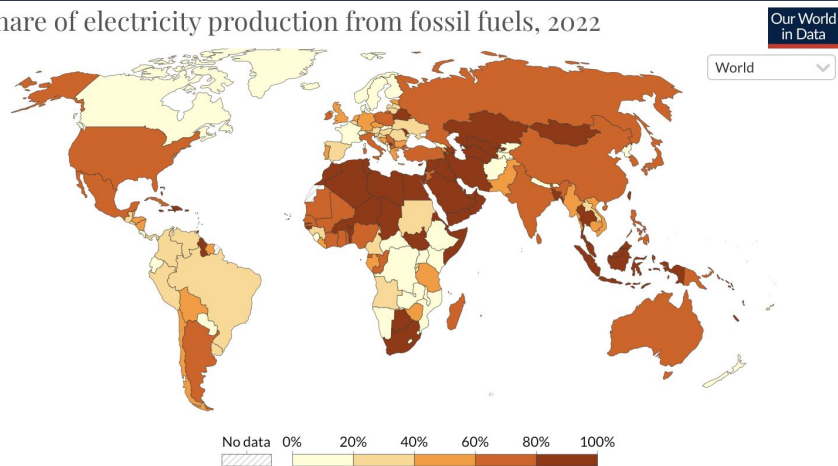 hare of electricity production from fossil fuels, 2022
Our World
in Data
World
No data 0% 20% 40% 60% 80% 100%